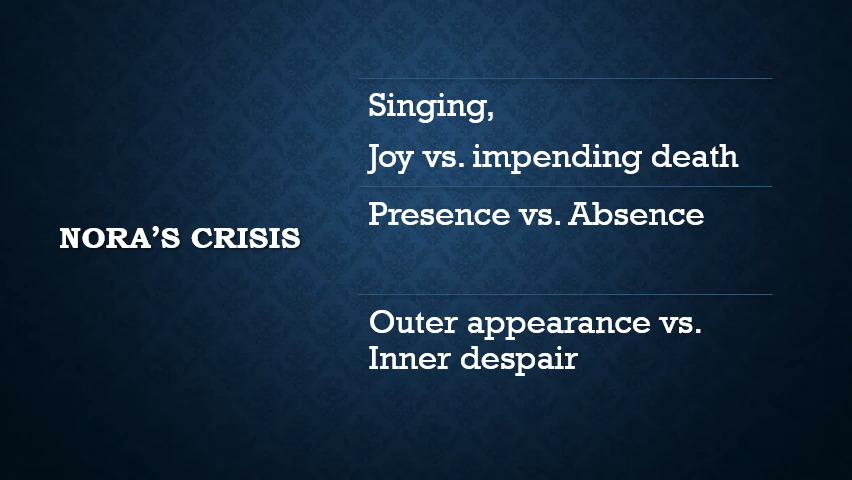 NORA’S CRISIS
Singing,
Joy vs. impending death
Presence vs. Absence
Outer appearance vs.
Inner despair